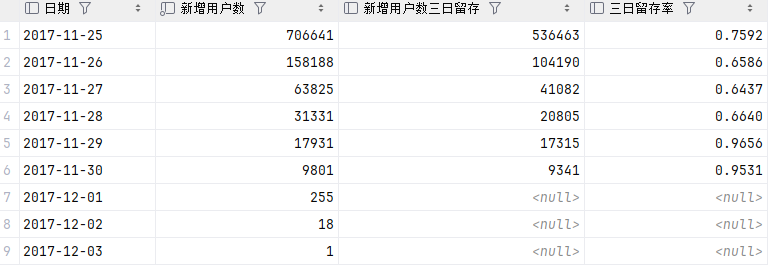 日期 新增用户数 新增用户数三日留存 三日留存率
1 2017-11-25 706641 536463 0.7592
2 2017-11-26 158188 104190 0.6586
3 2017-11-27 63825 41082 0.6437
4 2017-11-28 31331 20805 0.6640
5 2017-11-29 17931 17315 0.9656
6 2017-11-30 9801 9341 0.9531
7 2017-12-01 255 <null> <null>
8 2017-12-02 18 <null> <null>
9 2017-12-03 1 <null> <null>